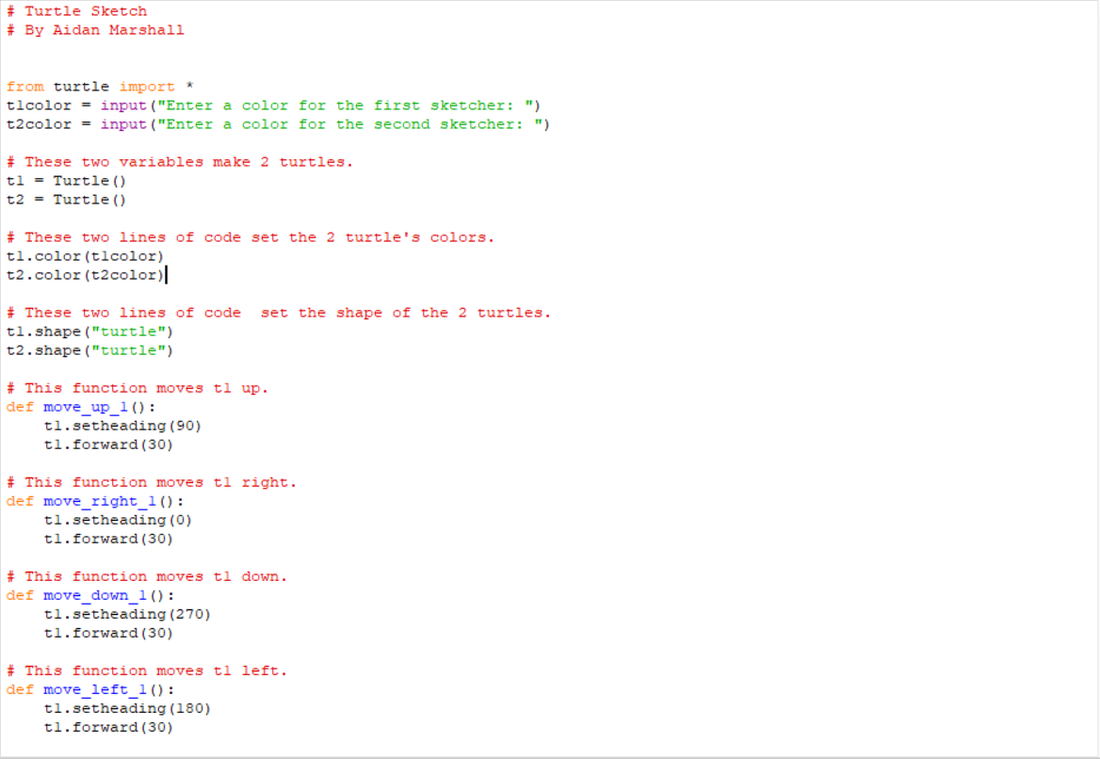 # Turtle Sketch
# By Aidan Marshall
from turtle import *
t1color = input("Enter a color for the first sketcher: ")
t2color = input("Enter a color for the second sketcher: ")
# These two variables make 2 turtles.
t1 = Turtle()
t2 = Turtle()
# These two lines of code set the 2 turtle's colors.
t1.color(t1color)
t2.color(t2color)
# These two lines of code  set the shape of the 2 turtles.
t1.shape("turtle")
t2.shape("turtle")
# This function moves t1 up.
def move_up_1():
    t1.setheading(90)
    t1.forward(30)
# This function moves t1 right.
def move_right_1():
    t1.setheading(0)
    t1.forward(30)
# This function moves t1 down.
def move_down_1():
    t1.setheading(270)
    t1.forward(30)
# This function moves t1 left.
def move_left_1():
    t1.setheading(180)
    t1.forward(30)